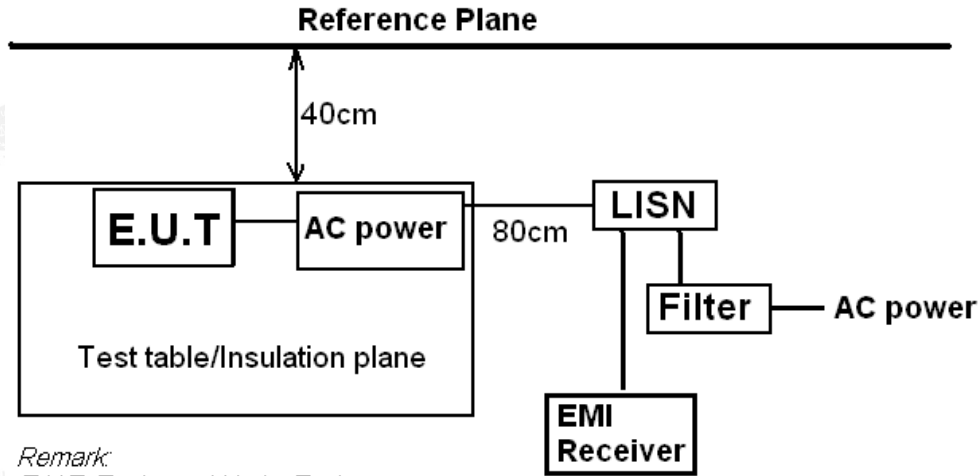 Reference Plane
40cm
E.U.T
AC power
80cm
LISN
Filter
AC power
Test table/Insulation plane
EMI
Receiver
Remark: